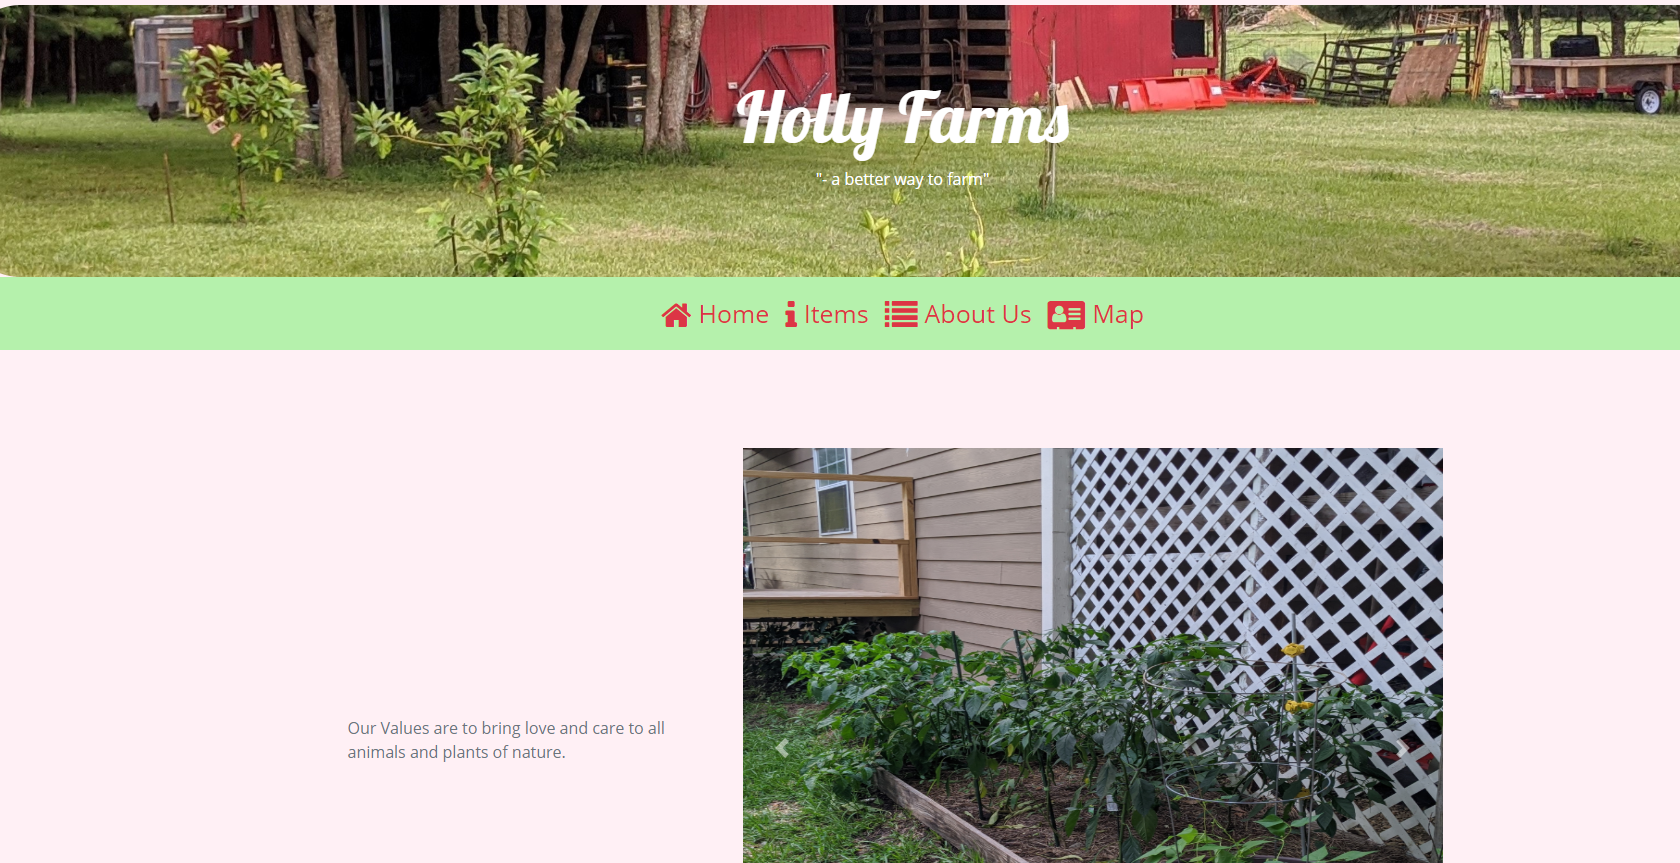 Holly Farms
"- a better way to farm"
Home Items About Us Map
Our Values are to bring love and care to all
animals and plants of nature.